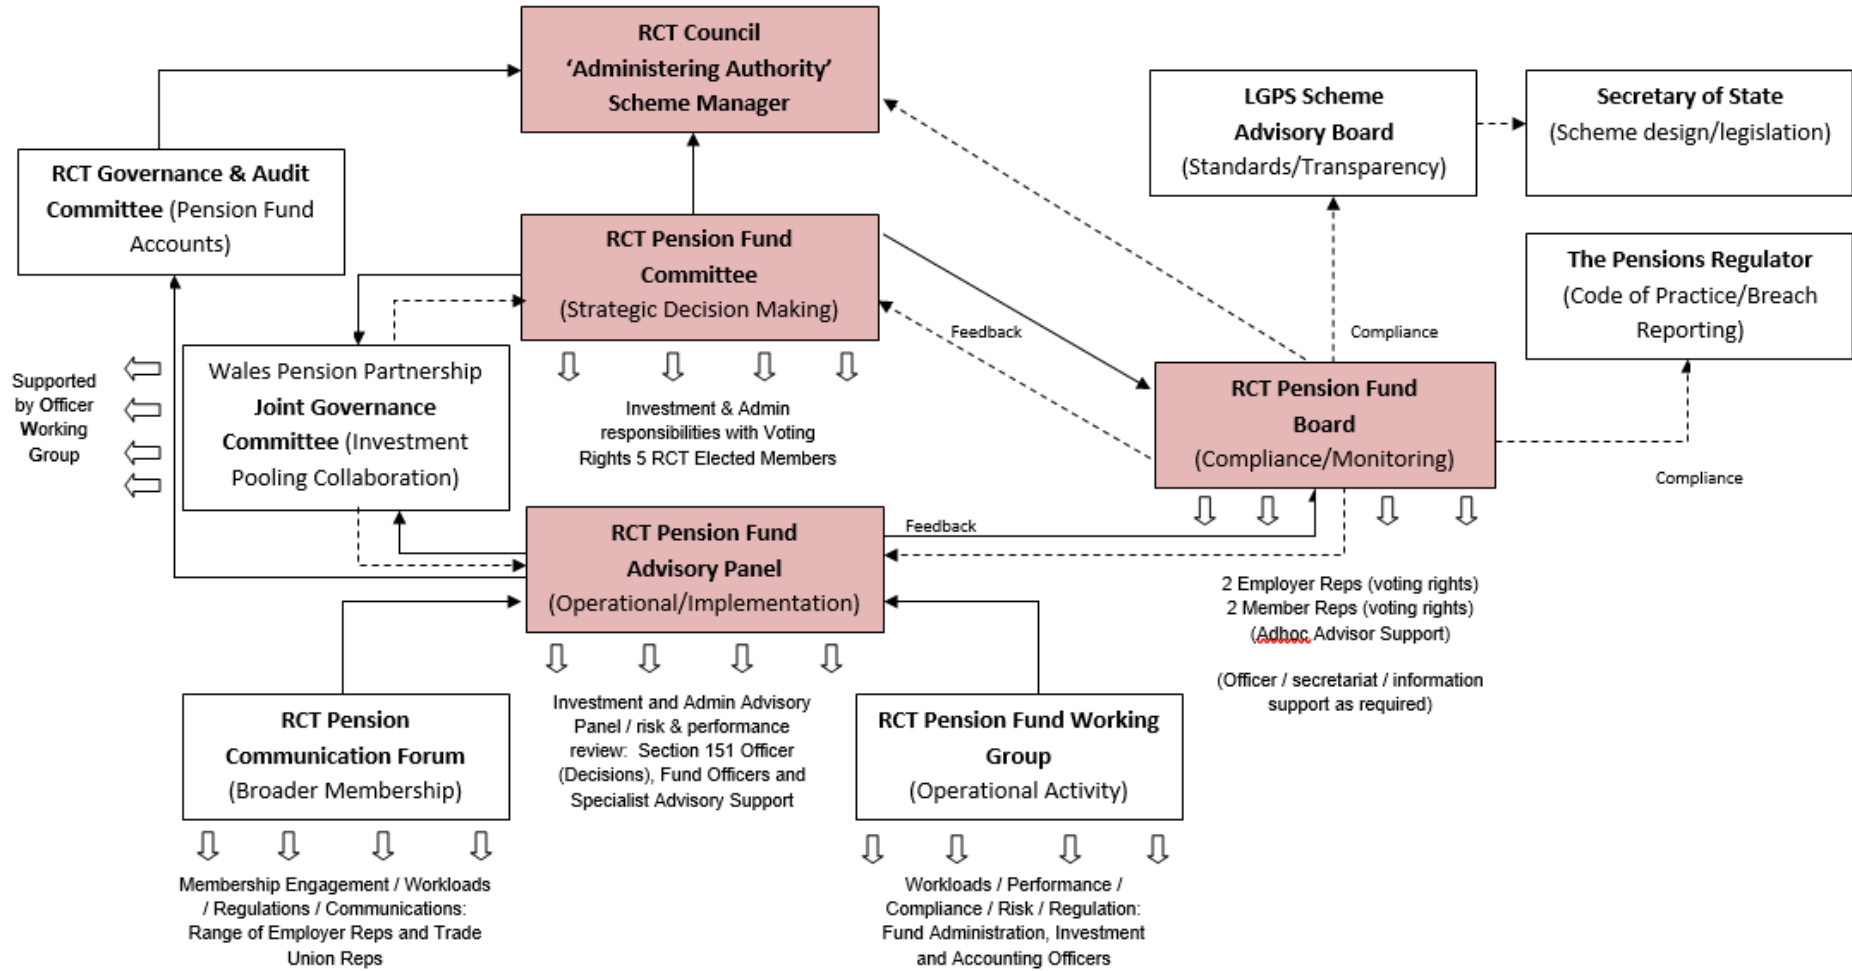 RCT Council
‘Administering Authority’
Scheme Manager
LGPS Scheme
Advisory Board
(Standards/Transparency)
Secretary of State
(Scheme design/legislation)
RCT Governance & Audit
Committee (Pension Fund
Accounts)
RCT Pension Fund
Committee
(Strategic Decision Making)
The Pensions Regulator
(Code of Practice/Breach
Reporting)
Feedback
Compliance
Supported
by Officer
Working
Group
Wales Pension Partnership
Joint Governance
Committee (Investment
Pooling Collaboration)
Investment & Admin
responsibilities with Voting
Rights 5 RCT Elected Members
RCT Pension Fund
Board
(Compliance/Monitoring)
Compliance
RCT Pension Fund
Advisory Panel
(Operational/Implementation)
Feedback
2 Employer Reps (voting rights)
2 Member Reps (voting rights)
(Adhoc Advisor Support)
(Officer / secretariat / information
support as required)
RCT Pension
Communication Forum
(Broader Membership)
Investment and Admin Advisory
Panel / risk & performance
review: Section 151 Officer
(Decisions), Fund Officers and
Specialist Advisory Support
RCT Pension Fund Working
Group
(Operational Activity)
Membership Engagement / Workloads
/ Regulations / Communications:
Range of Employer Reps and Trade
Union Reps
Workloads / Performance /
Compliance / Risk / Regulation:
Fund Administration, Investment
and Accounting Officers